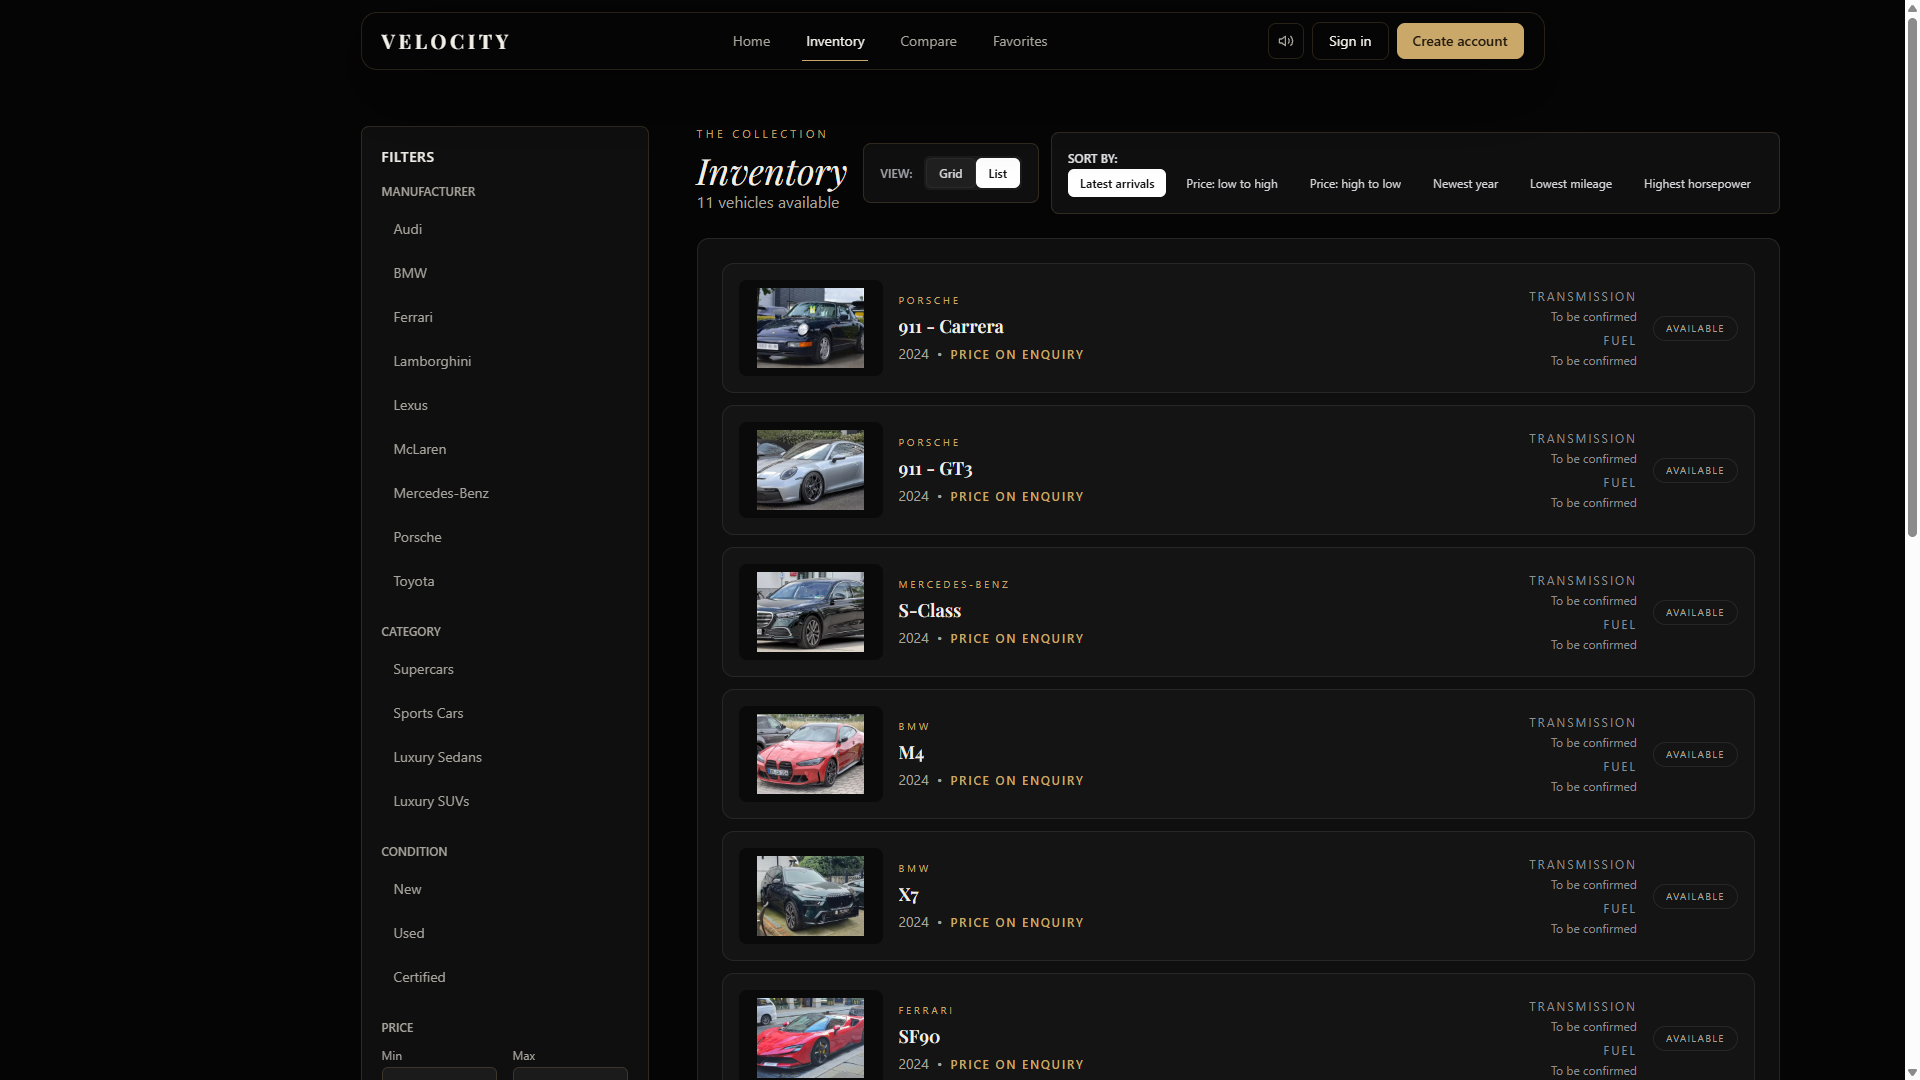 VELOCITY
Home
Inventory
Compare
Favorites
Sign in
Create account
FILTERS
MANUFACTURER
Audi
BMW
Ferrari
Lamborghini
Lexus
McLaren
Mercedes-Benz
Porsche
Toyota
CATEGORY
Supercars
Sports Cars
Luxury Sedans
Luxury SUVs
CONDITION
New
Used
Certified
PRICE
Min
Max
THE COLLECTION
Inventory
11 vehicles available
VIEW:
Grid
List
SORT BY:
Latest arrivals
Price: low to high
Price: high to low
Newest year
Lowest mileage
Highest horsepower
PORSCHE
911 - Carrera
2024 • PRICE ON ENQUIRY
TRANSMISSION
To be confirmed
FUEL
To be confirmed
AVAILABLE
PORSCHE
911 - GT3
2024 • PRICE ON ENQUIRY
TRANSMISSION
To be confirmed
FUEL
To be confirmed
AVAILABLE
MERCEDES-BENZ
S-Class
2024 • PRICE ON ENQUIRY
TRANSMISSION
To be confirmed
FUEL
To be confirmed
AVAILABLE
BMW
M4
2024 • PRICE ON ENQUIRY
TRANSMISSION
To be confirmed
FUEL
To be confirmed
AVAILABLE
BMW
X7
2024 • PRICE ON ENQUIRY
TRANSMISSION
To be confirmed
FUEL
To be confirmed
AVAILABLE
FERRARI
SF90
2024 • PRICE ON ENQUIRY
TRANSMISSION
To be confirmed
FUEL
To be confirmed
AVAILABLE